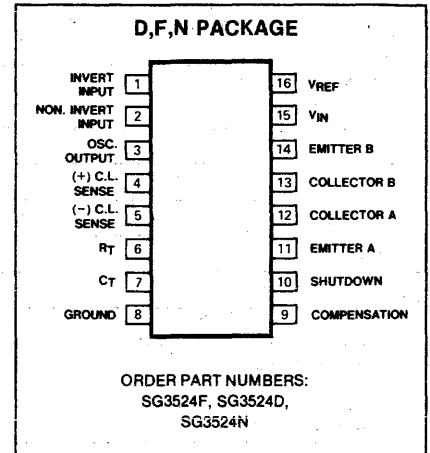 D,F,N PACKAGE
INVERT
INPUT
1
NON. INVERT
INPUT
2
OSC.
OUTPUT
3
(+) C.L.
SENSE
4
(−) C.L.
SENSE
5
RT
6
CT
7
GROUND
8
16
VREF
15
VIN
14
EMITTER B
13
COLLECTOR B
12
COLLECTOR A
11
EMITTER A
10
SHUTDOWN
9
COMPENSATION
ORDER PART NUMBERS:
SG3524F, SG3524D,
SG3524N